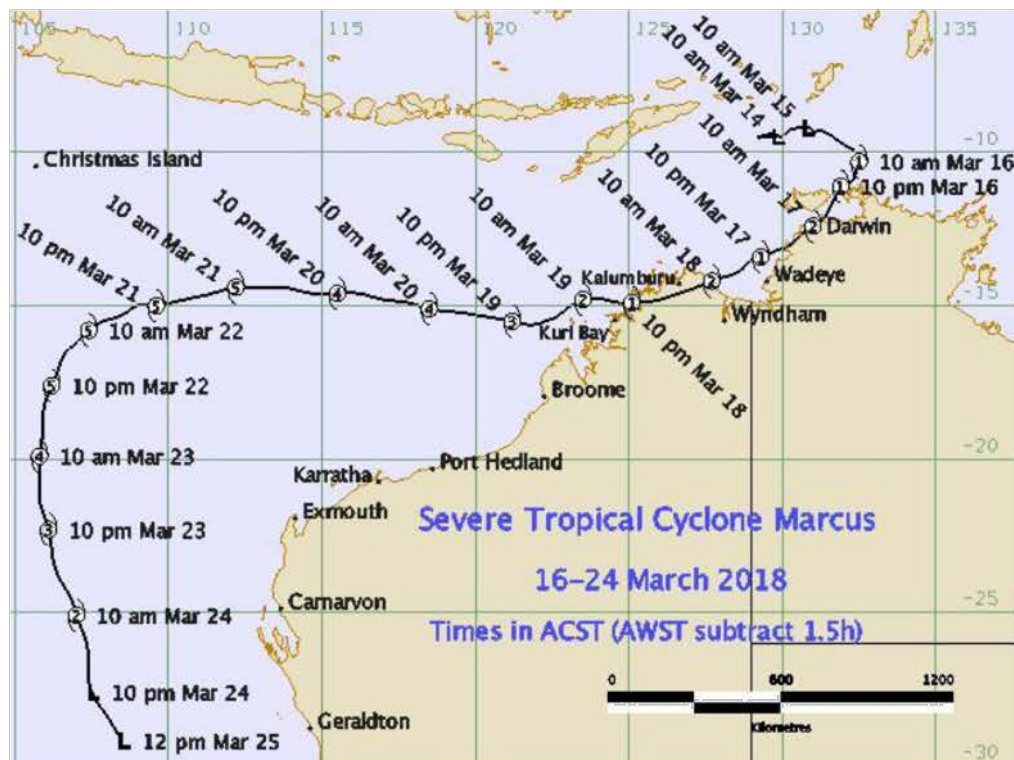 105 110 115 120 125 130 135
10 am Mar 15
10 am Mar 14
-10
10 am Mar 16
10 pm Mar 16
10 am Mar 17
10 pm Mar 17
10 am Mar 18
Christmas Island
10 pm Mar 21
10 am Mar 21
10 pm Mar 20
10 am Mar 20
10 pm Mar 19
10 am Mar 19
Darwin
Wadeye
Kalumburu
-15
Wyndham
Kuri Bay
10 pm Mar 18
10 am Mar 22
10 pm Mar 22
Broome
10 am Mar 23
-20
Port Hedland
Karratha
Exmouth
10 pm Mar 23
Severe Tropical Cyclone Marcus
16-24 March 2018
Times in ACST (AWST subtract 1.5h)
Carnarvon
10 am Mar 24
-25
10 pm Mar 24
0 600 1200
Kilometres
Geraldton
L 12 pm Mar 25
-30